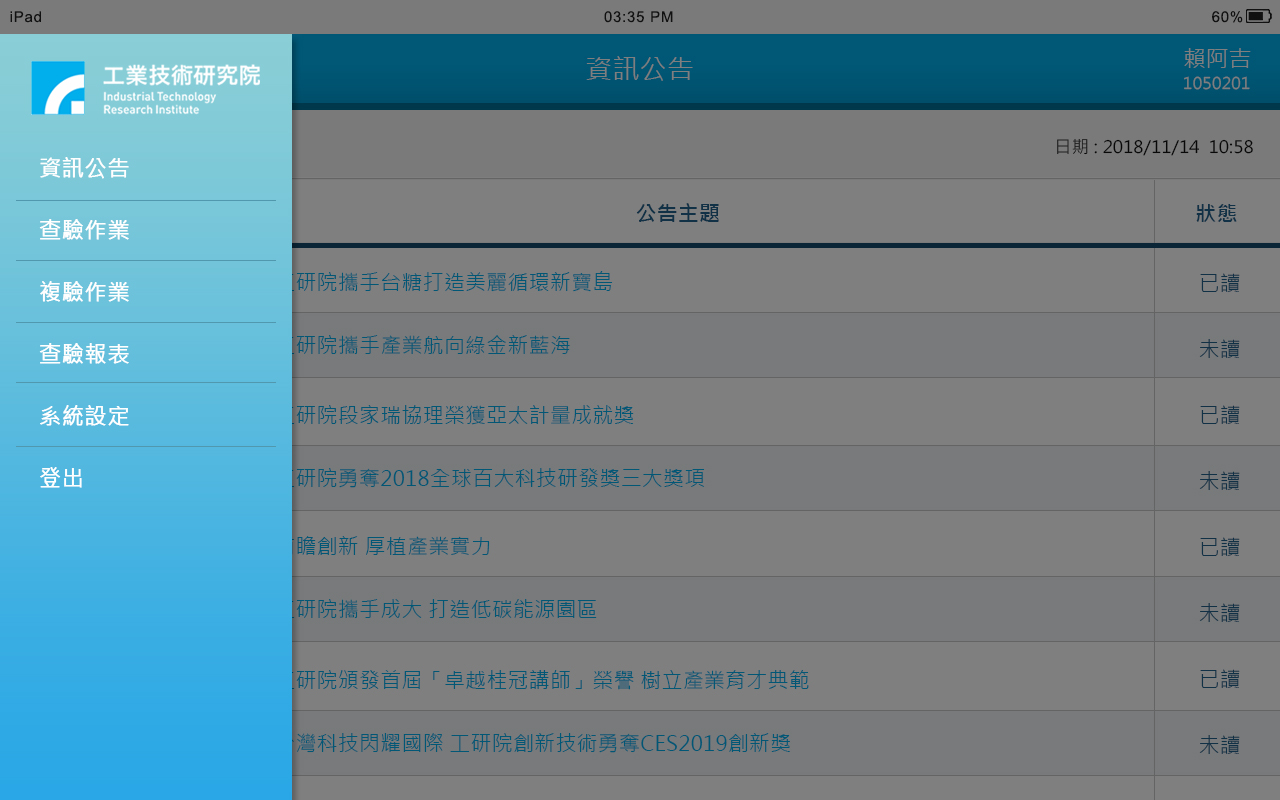 iPad 03:35 PM 60%
工業技術研究院
Industrial Technology
Research Institute
資訊公告
查驗作業
複驗作業
查驗報表
系統設定
登出
資訊公告
賴阿吉
1050201
日期 : 2018/11/14 10:58
公告主題 狀態
研院攜手台糖打造美麗循環新寶島 已讀
研院攜手產業航向綠金新藍海 未讀
研院段家瑞協理榮獲亞太計量成就獎 已讀
研院勇奪2018全球百大科技研發獎三大獎項 未讀
瞻創新 厚植產業實力 已讀
研院攜手成大 打造低碳能源園區 未讀
研院頒發首屆「卓越桂冠講師」榮譽 樹立產業育才典範 已讀
灣科技閃耀國際 工研院創新技術勇奪CES2019創新獎 未讀